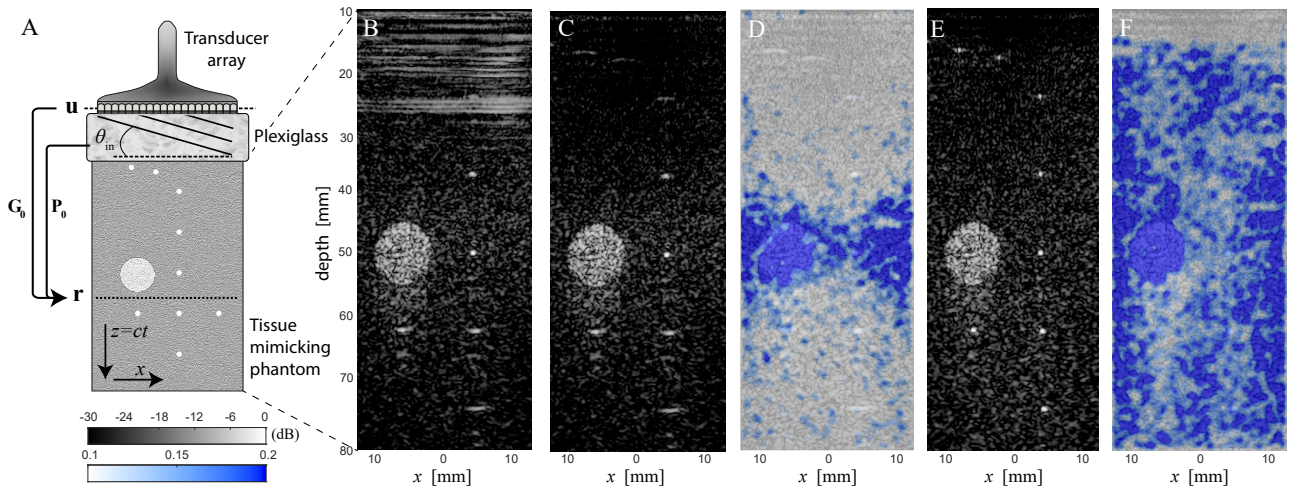 A
Transducer
array
u
Plexiglass
θin
G0
P0
r
z=ct
x
Tissue
mimicking
phantom
-30 -24 -18 -12 -6 0
(dB)
0.1 0.15 0.2
B
C
D
E
F
10
20
30
40
50
60
70
80
depth [mm]
10 0 10
x [mm]
10 0 10
x [mm]
10 0 10
x [mm]
10 0 10
x [mm]
10 0 10
x [mm]